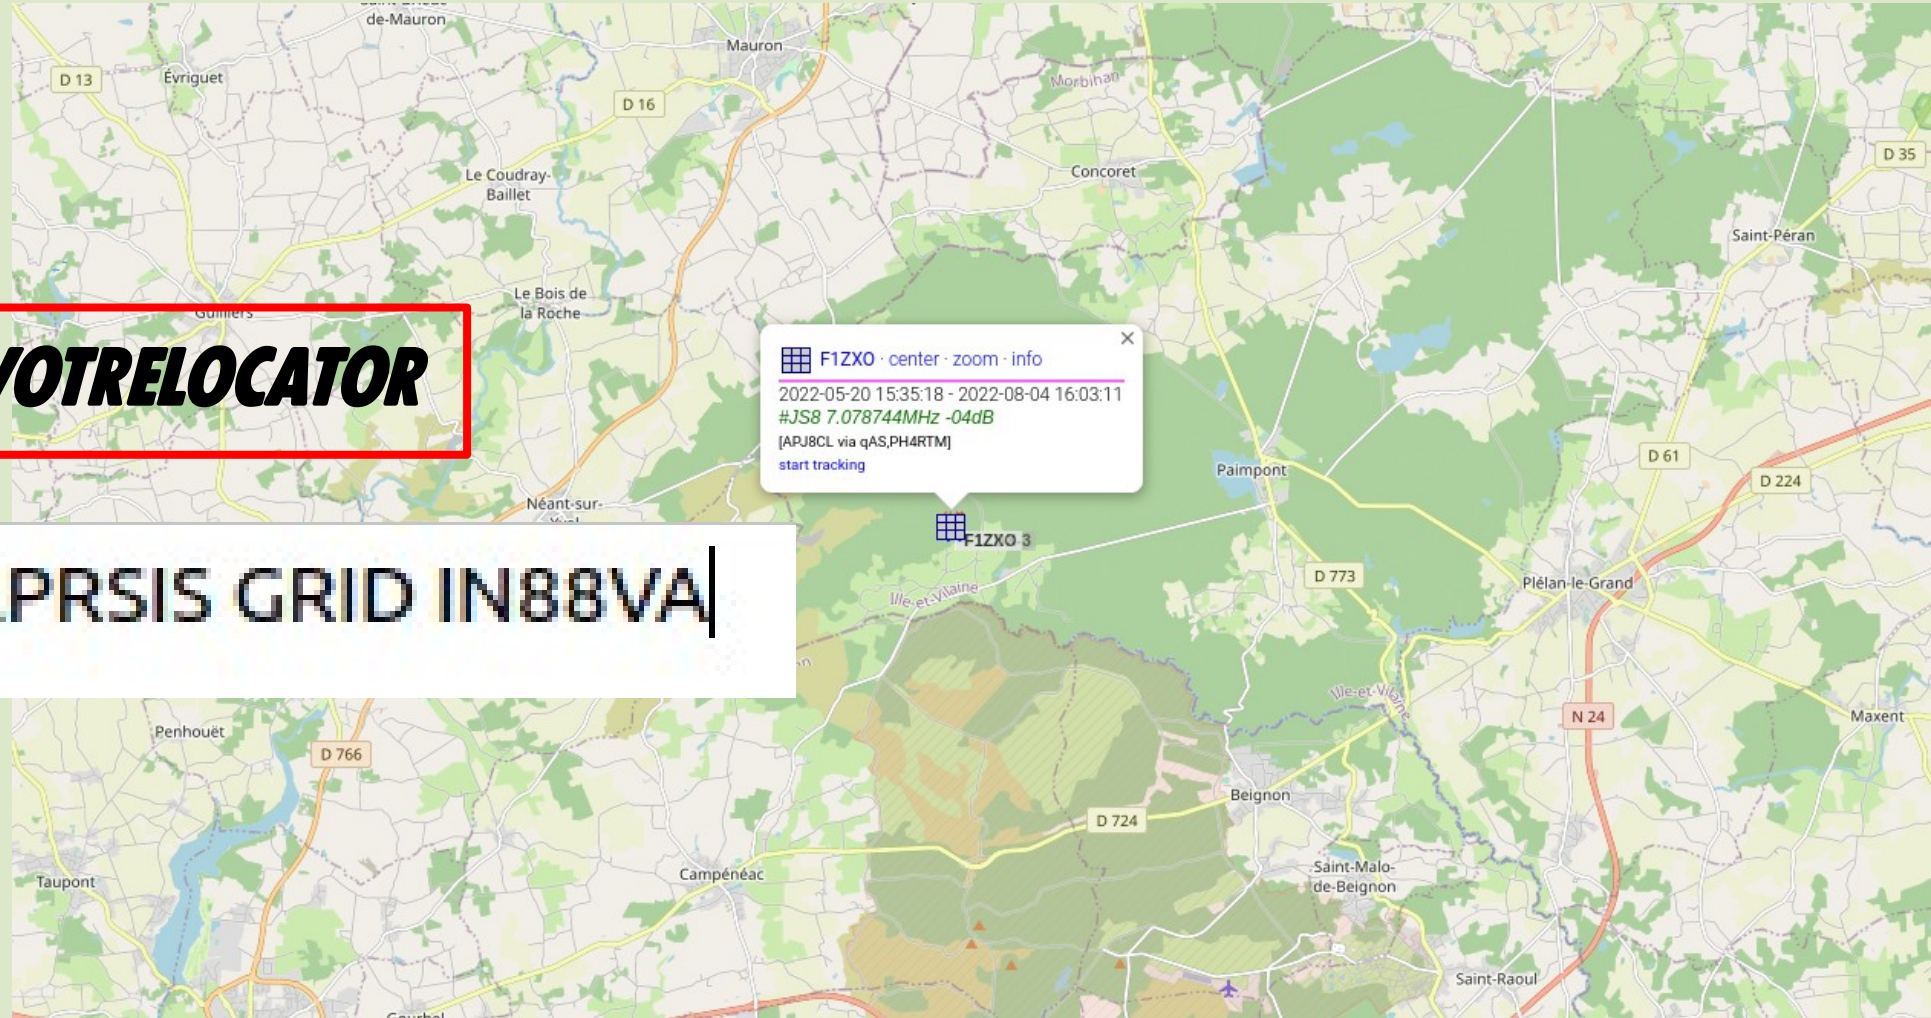 de-Mauron
Mauron
D 13
Évriguet
Morbihan
D 16
D 35
Concoret
Le Coudray-
Baillet
Saint-Péran
Le Bois de
la Roche
Guilliers
F1ZXO · center · zoom · info
2022-05-20 15:35:18 - 2022-08-04 16:03:11
#JS8 7.078744MHz -04dB
[APJ8CL via qAS,PH4RTM]
start tracking
VOTRELOCATOR
D 61
Paimpont
D 224
Néant-sur-
F1ZXO 3
D 773
Plélan-le-Grand
PRSIS GRID IN88VA
Ille-et-Vilaine
Ille-et-Vilaine
N 24
Maxent
Penhouët
D 766
Beignon
D 724
Saint-Malo-
de-Beignon
Campénéac
Taupont
Saint-Raoul